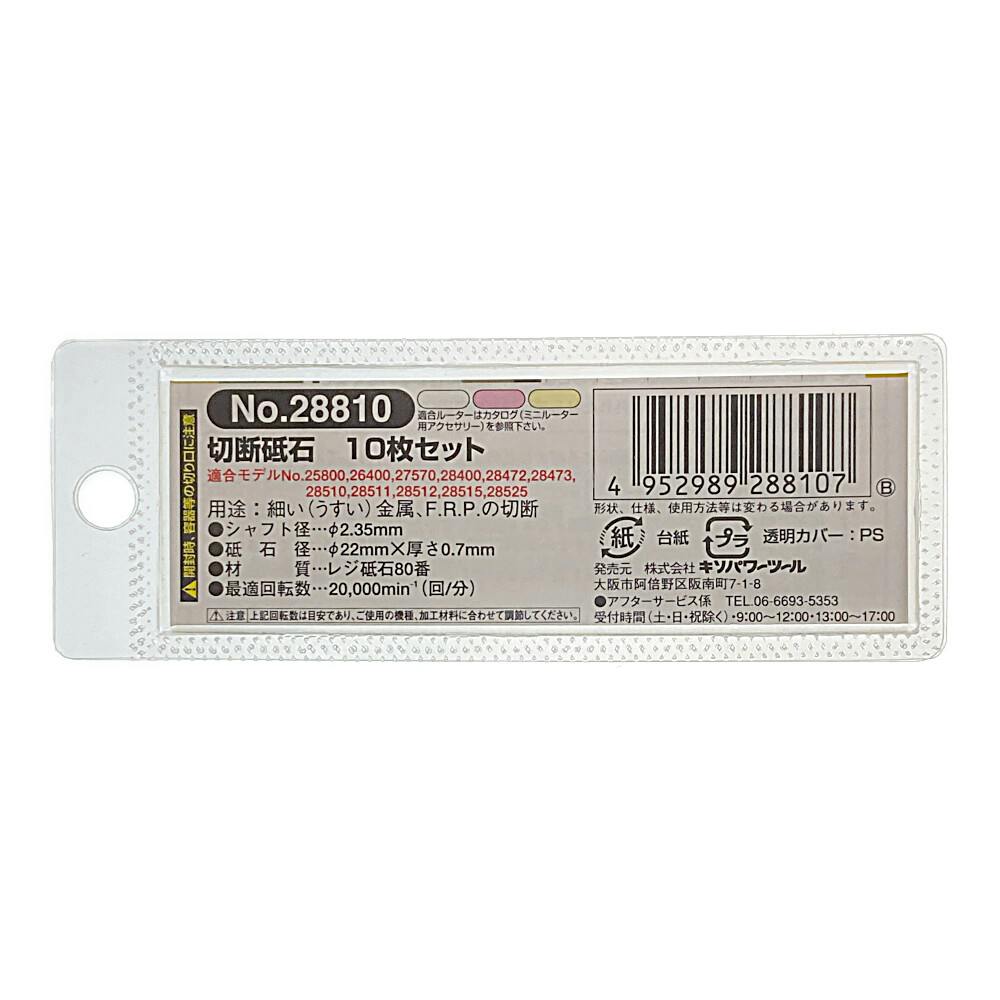 開封時、容器等の切り口に注意
No.28810
適合ルーターはカタログ(ミニルーター
用アクセサリー)を参照下さい。
切断砥石 10枚セット
適合モデルNo.25800,26400,27570,28400,28472,28473,
28510,28511,28512,28515,28525
用途：細い(うすい)金属、F.R.P.の切断
●シャフト径…φ2.35mm
●砥石径…φ22mm×厚さ0.7mm
●材質…レジ砥石80番
●最適回転数…20,000min⁻¹(回/分)
注意 上記回転数は目安であり、ご使用の機種、加工材料に合わせて調節してください。
4 952989 288107
B
形状、仕様、使用方法等は変わる場合があります。
紙 台紙 プラ 透明カバー：PS
発売元 株式会社 キソパワーツール
大阪市阿倍野区阪南町7-1-8
●アフターサービス係 TEL.06-6693-5353
受付時間(土・日・祝除く)・9:00〜12:00・13:00〜17:00